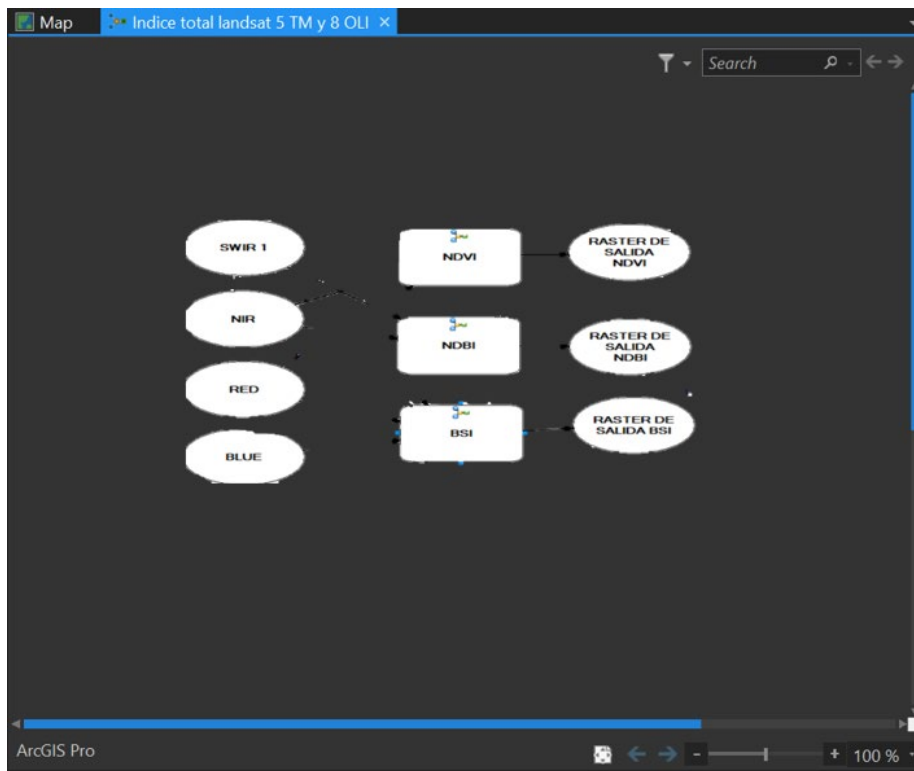 Map
Indice total landsat 5 TM y 8 OLI
Search
SWIR 1
NDVI
RASTER DE
SALIDA
NDVI
NIR
NDBI
RASTER DE
SALIDA
NDBI
RED
BSI
RASTER DE
SALIDA BSI
BLUE
ArcGIS Pro
100 %